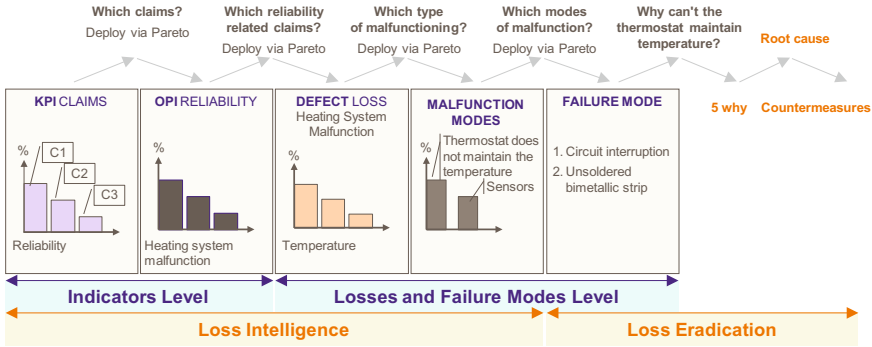 Which claims?
Deploy via Pareto
Which reliability
related claims?
Deploy via Pareto
Which type
of malfunctioning?
Deploy via Pareto
Which modes
of malfunction?
Deploy via Pareto
Why can't the
thermostat maintain
temperature?
Root cause
5 why
Countermeasures
KPI CLAIMS
%
C1
C2
C3
Reliability
OPI RELIABILITY
%
Heating system
malfunction
DEFECT LOSS
Heating System
Malfunction
%
Temperature
MALFUNCTION
MODES
%
Thermostat does
not maintain the
temperature
Sensors
FAILURE MODE
1. Circuit interruption
2. Unsoldered
bimetallic strip
Indicators Level
Losses and Failure Modes Level
Loss Intelligence
Loss Eradication